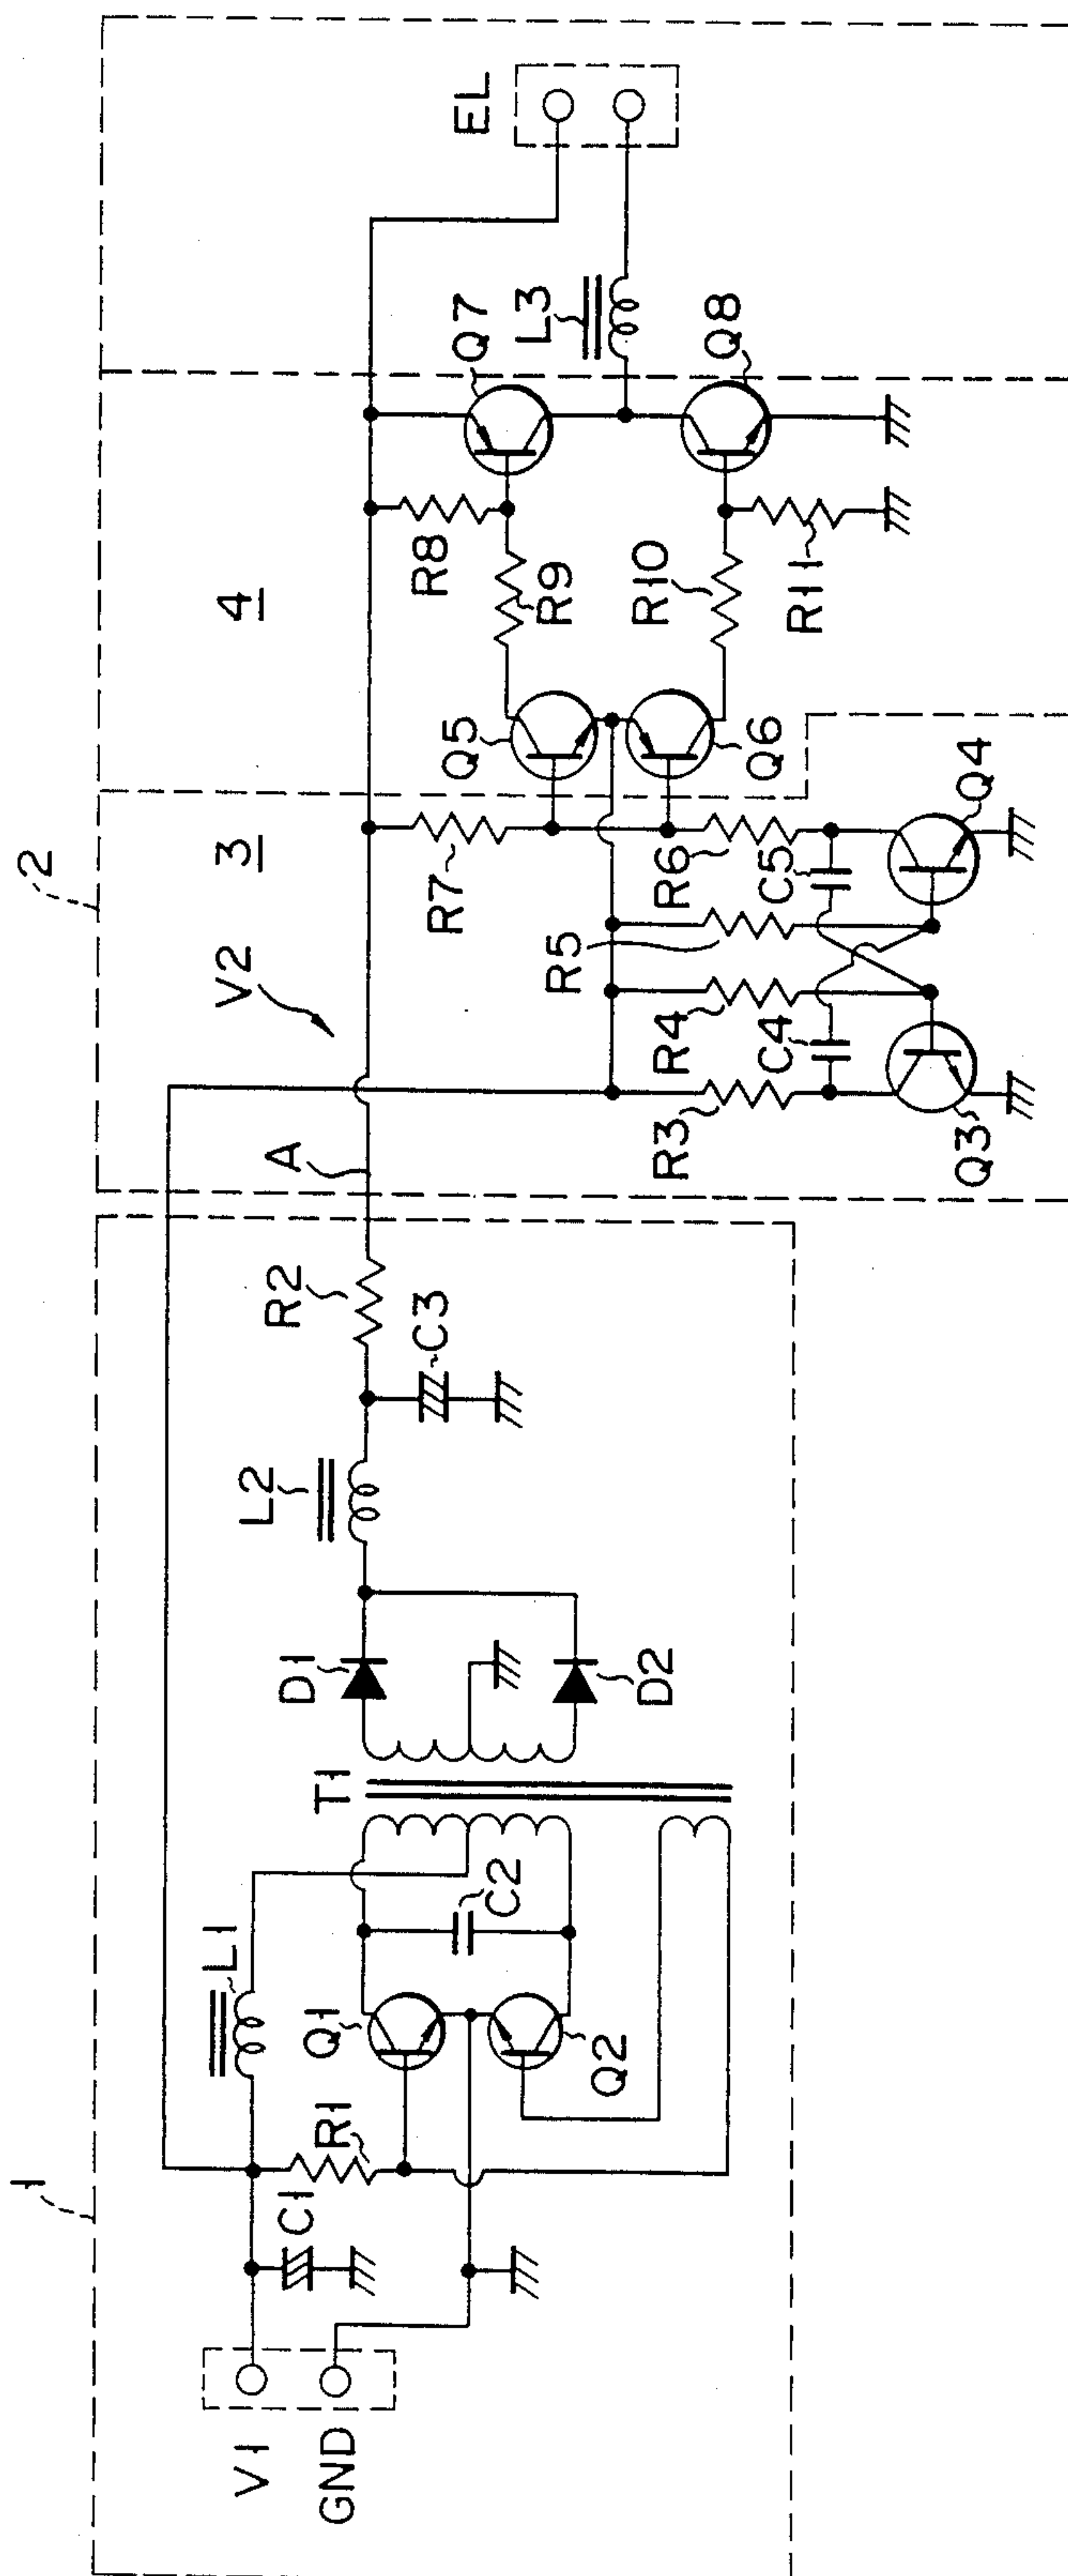 1
2
V1
GND
C1
R1
L1
Q1
Q2
C2
T1
D1
D2
L2
C3
R2
A
V2
3
4
R3
R4
R5
R6
R7
C4
C5
Q3
Q4
Q5
Q6
R8
R9
R10
R11
Q7
Q8
L3
EL